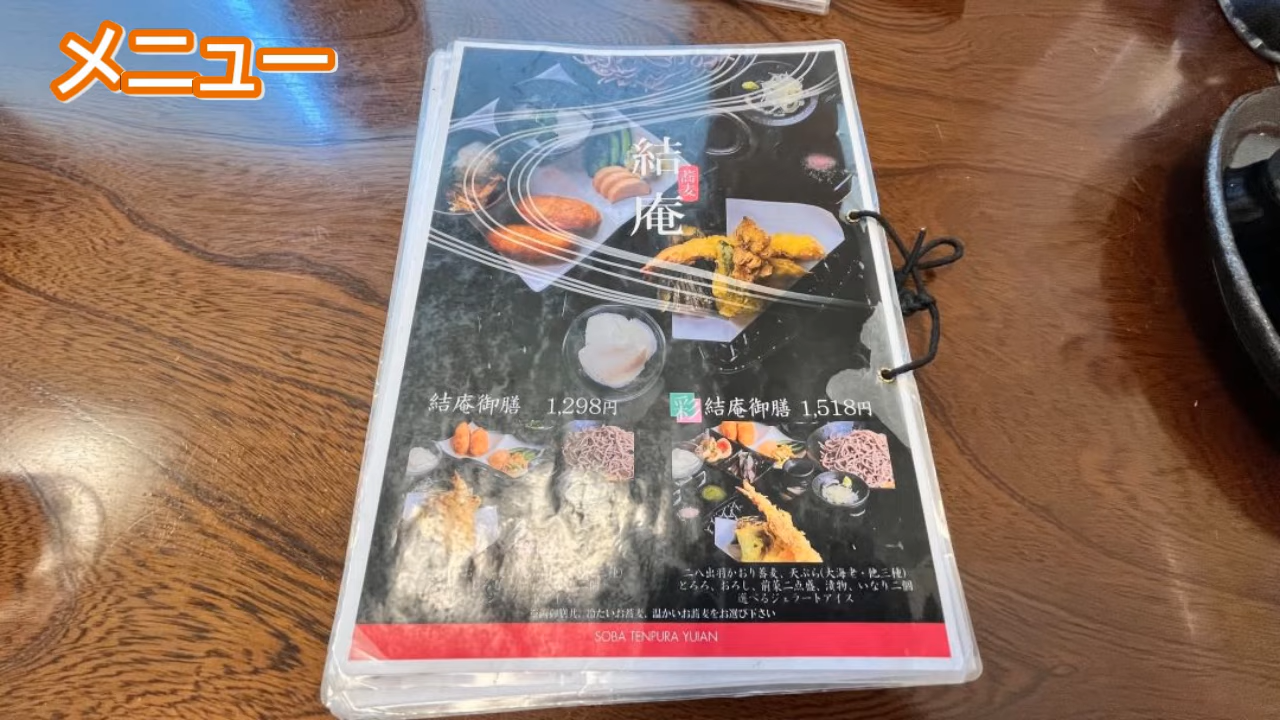 メニュー
結庵
蕎麦
結庵御膳 1,298円
彩 結庵御膳 1,518円
二八出羽かおり蕎麦、天ぷら(大海老・他三種)
とろろ、おろし、前菜二点盛、漬物、いなり二個
選べるジェラートアイス
※両御膳共、冷たいお蕎麦、温かいお蕎麦をお選び下さい
SOBA TENPURA YUIAN